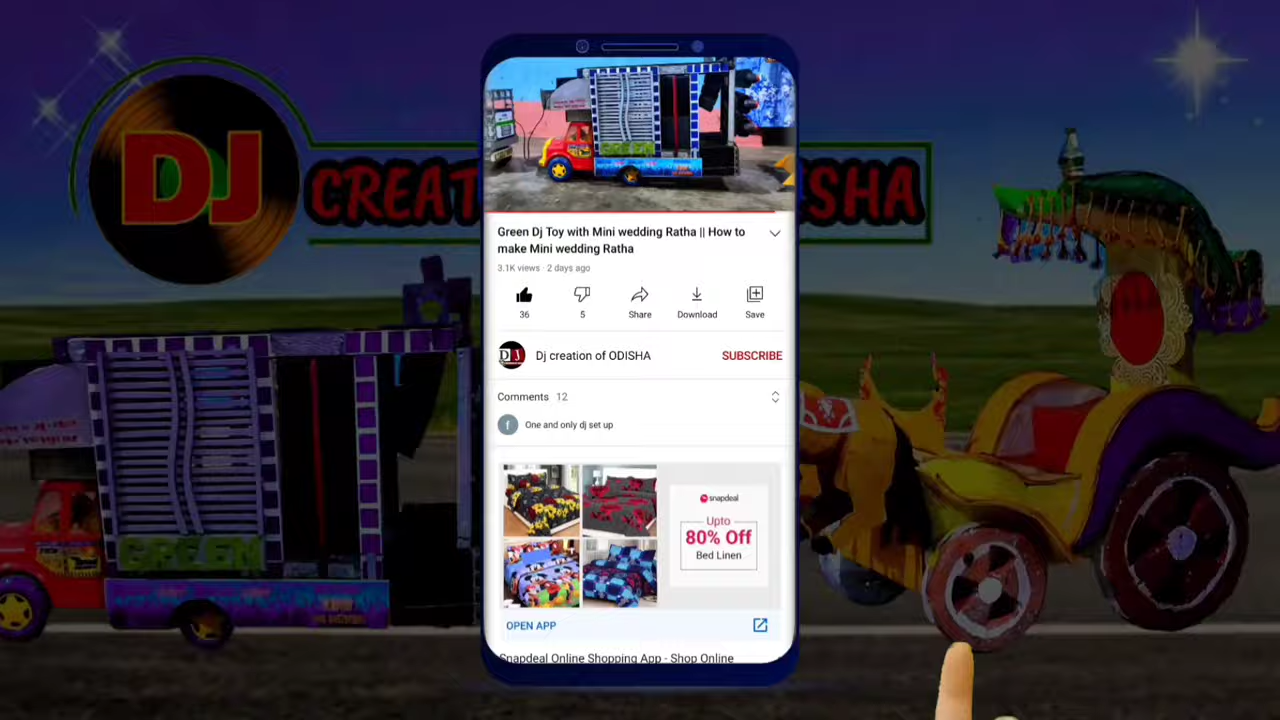 DJ
CREAT
SHA
Green Dj Toy with Mini wedding Ratha || How to
make Mini wedding Ratha
3.1K views · 2 days ago
36
5
Share
Download
Save
DJ
Dj creation of ODISHA
SUBSCRIBE
Comments 12
f
One and only dj set up
snapdeal
Upto
80% Off
Bed Linen
GREEN
OPEN APP
Snapdeal Online Shopping App - Shop Online